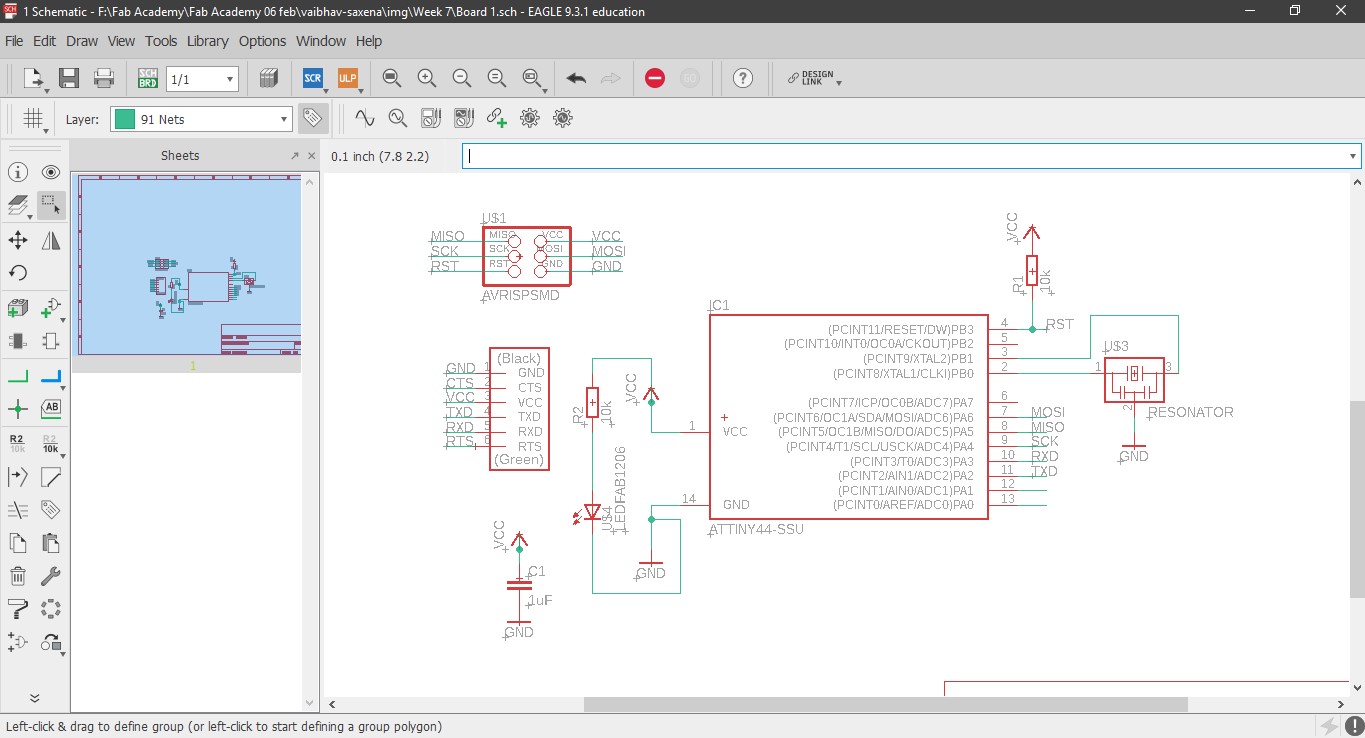 1 Schematic - F:\Fab Academy\Fab Academy 06 feb\vaibhav-saxena\img\Week 7\Board 1.sch - EAGLE 9.3.1 education
File Edit Draw View Tools Library Options Window Help
SCH BRD 1/1 SCR ULP DESIGN LINK
Layer: 91 Nets
Sheets
0.1 inch (7.8 2.2)
1
R2 10k R2 10k
AB
U$1
MISO MISO VCC VCC
SCK SCK MOSI MOSI
RST RST GND GND
AVRISPSMD
(Black)
GND 1 GND
CTS 2 CTS
VCC 3 VCC
TXD 4 TXD
RXD 5 RXD
RTS 6 RTS
(Green)
R2
10k
VCC
LEDFAB1206
U$4
VCC
C1
1uF
GND
GND
IC1
1 VCC
14 GND
(PCINT11/RESET/DW)PB3 4 RST
(PCINT10/INT0/OC0A/CKOUT)PB2 5
(PCINT9/XTAL2)PB1 3
(PCINT8/XTAL1/CLKI)PB0 2
(PCINT7/ICP/OC0B/ADC7)PA7 6
(PCINT6/OC1A/SDA/MOSI/ADC6)PA6 7 MOSI
(PCINT5/OC1B/MISO/DO/ADC5)PA5 8 MISO
(PCINT4/T1/SCL/USCK/ADC4)PA4 9 SCK
(PCINT3/T0/ADC3)PA3 10 RXD
(PCINT2/AIN1/ADC2)PA2 11 TXD
(PCINT1/AIN0/ADC1)PA1 12
(PCINT0/AREF/ADC0)PA0 13
ATTINY44-SSU
VCC
R1
10k
U$3
1 3
2
RESONATOR
GND
Left-click & drag to define group (or left-click to start defining a group polygon)